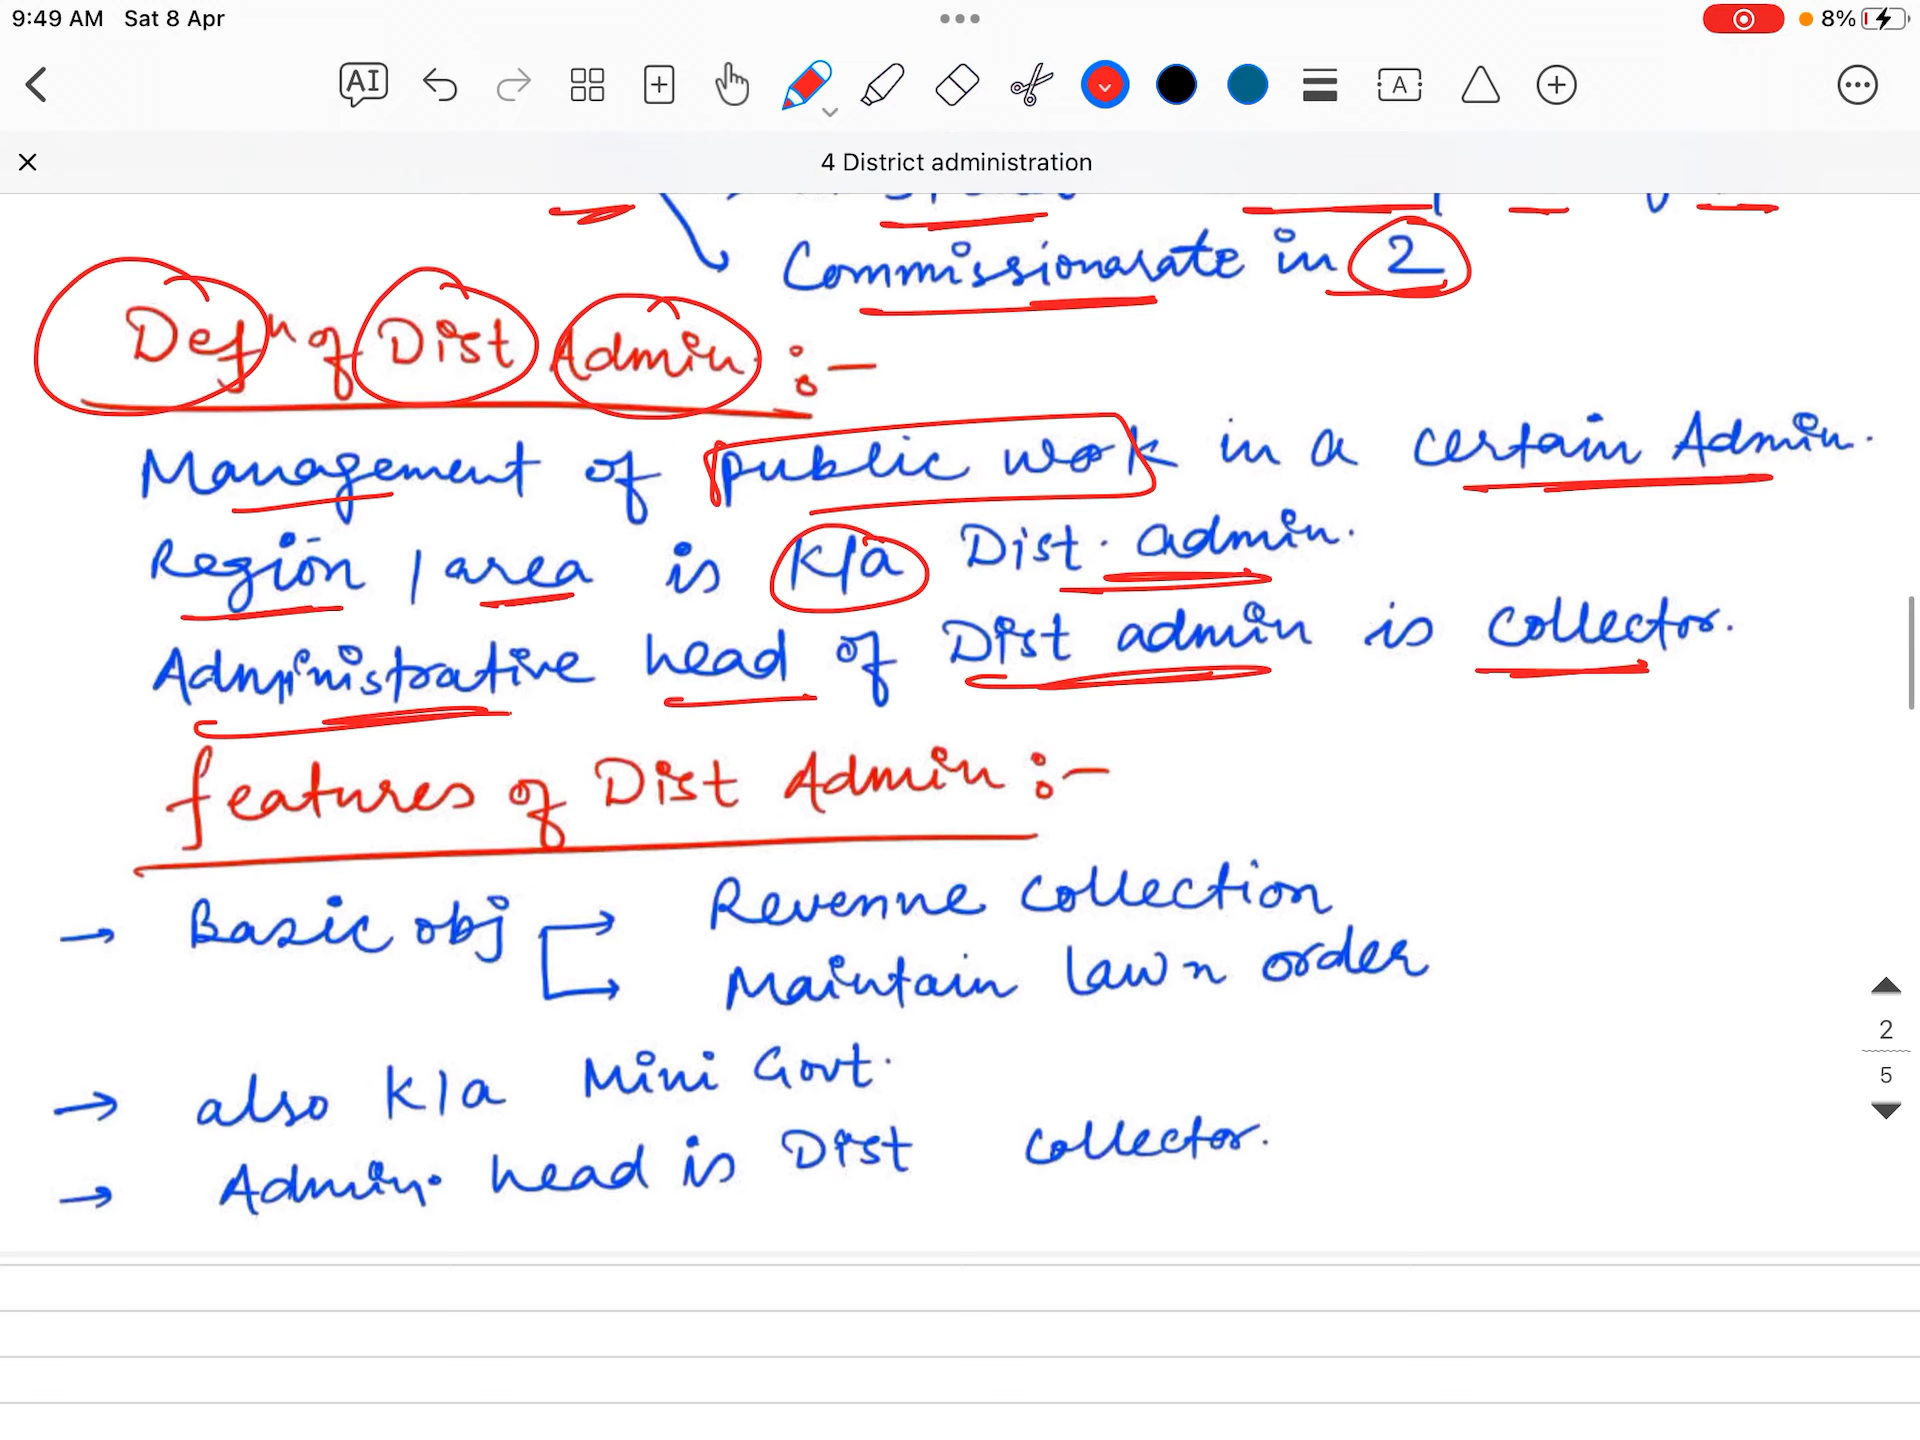 9:49 AM Sat 8 Apr
8%
AI
A
4 District administration
Commissionarate in 2
Defn of Dist Admin :-
Management of public work in a certain Admin.
Region / area is K/a Dist. admin.
Administrative head of Dist admin is collector.
features of Dist Admin :-
→ Basic obj → Revenue collection
→ Maintain law n order
→ also K/a Mini Govt.
→ Admin. head is Dist collector.
2
5